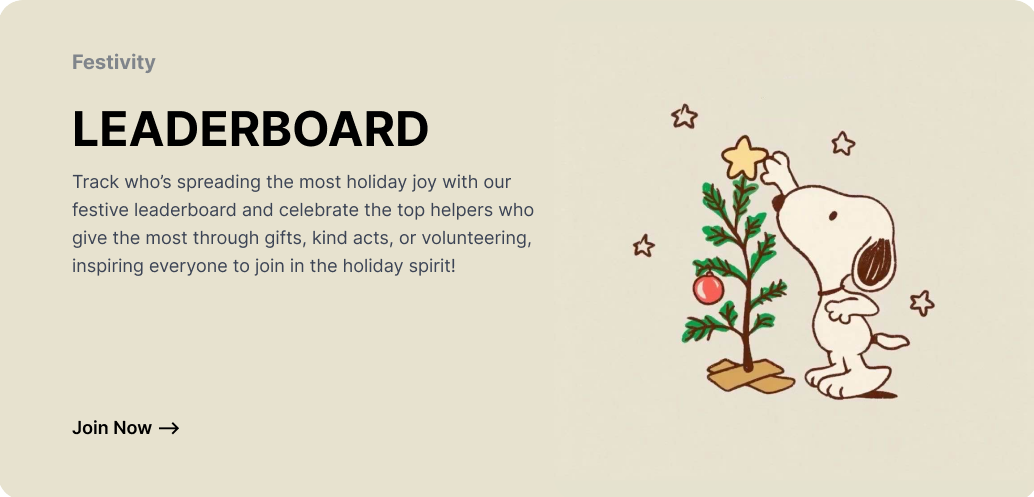 Festivity
LEADERBOARD
Track who’s spreading the most holiday joy with our
festive leaderboard and celebrate the top helpers who
give the most through gifts, kind acts, or volunteering,
inspiring everyone to join in the holiday spirit!
Join Now →